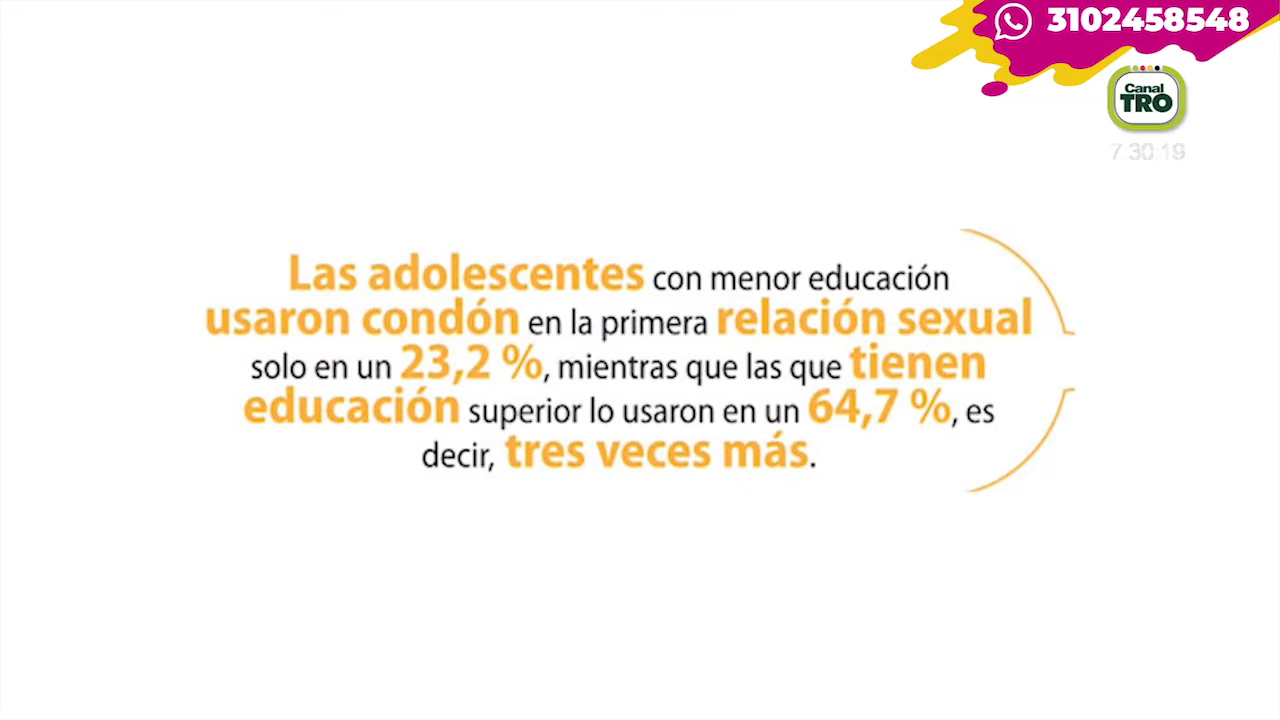 3102458548
Canal
TRO
7:30:19
Las adolescentes con menor educación
usaron condón en la primera relación sexual
solo en un 23,2 %, mientras que las que tienen
educación superior lo usaron en un 64,7 %, es
decir, tres veces más.